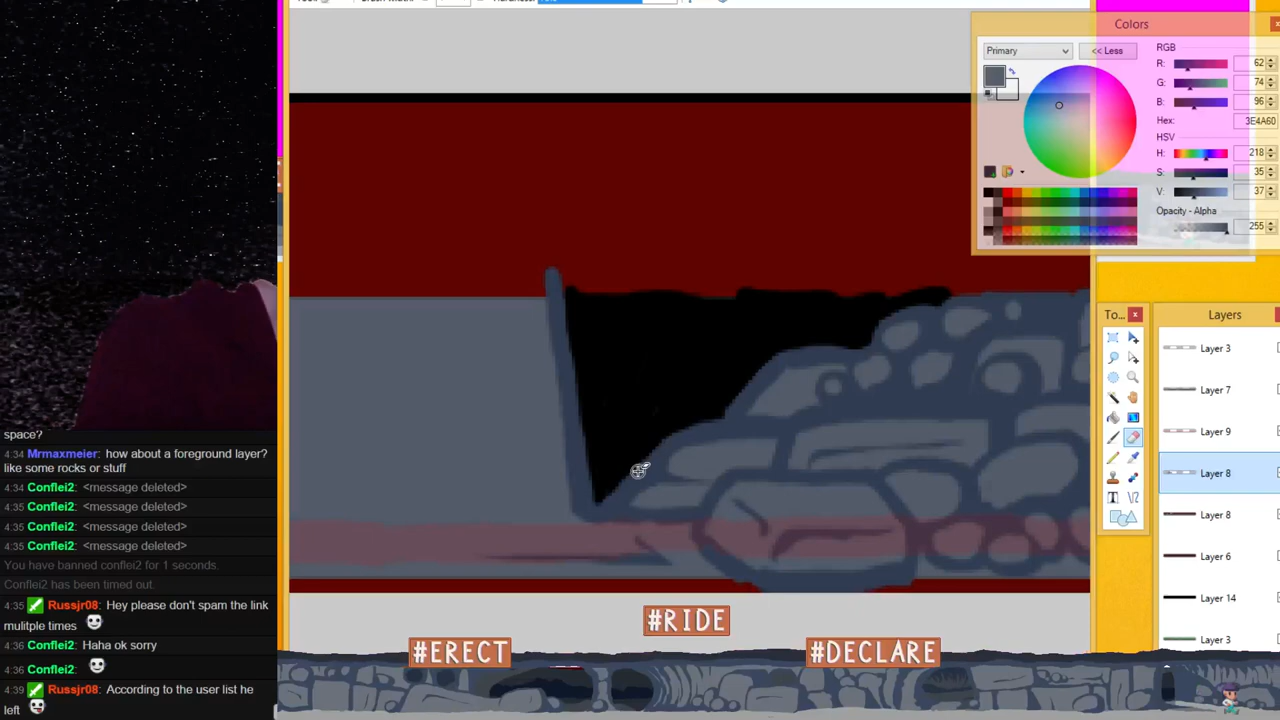 Colors
Primary
<< Less
RGB
R: 62
G: 74
B: 96
Hex: 3E4A60
HSV
H: 218
S: 35
V: 37
Opacity - Alpha
255
To...
Layers
Layer 3
Layer 7
Layer 9
Layer 8
Layer 8
Layer 6
Layer 14
Layer 3
space?
4:34 Mrmaxmeier: how about a foreground layer?
like some rocks or stuff
4:34 Conflei2: <message deleted>
4:35 Conflei2: <message deleted>
4:35 Conflei2: <message deleted>
4:35 Conflei2: <message deleted>
You have banned conflei2 for 1 seconds.
Conflei2 has been timed out.
4:35 Russjr08: Hey please don't spam the link
mulitple times
4:36 Conflei2: Haha ok sorry
4:36 Conflei2:
4:39 Russjr08: According to the user list he
left
#RIDE
#ERECT
#DECLARE